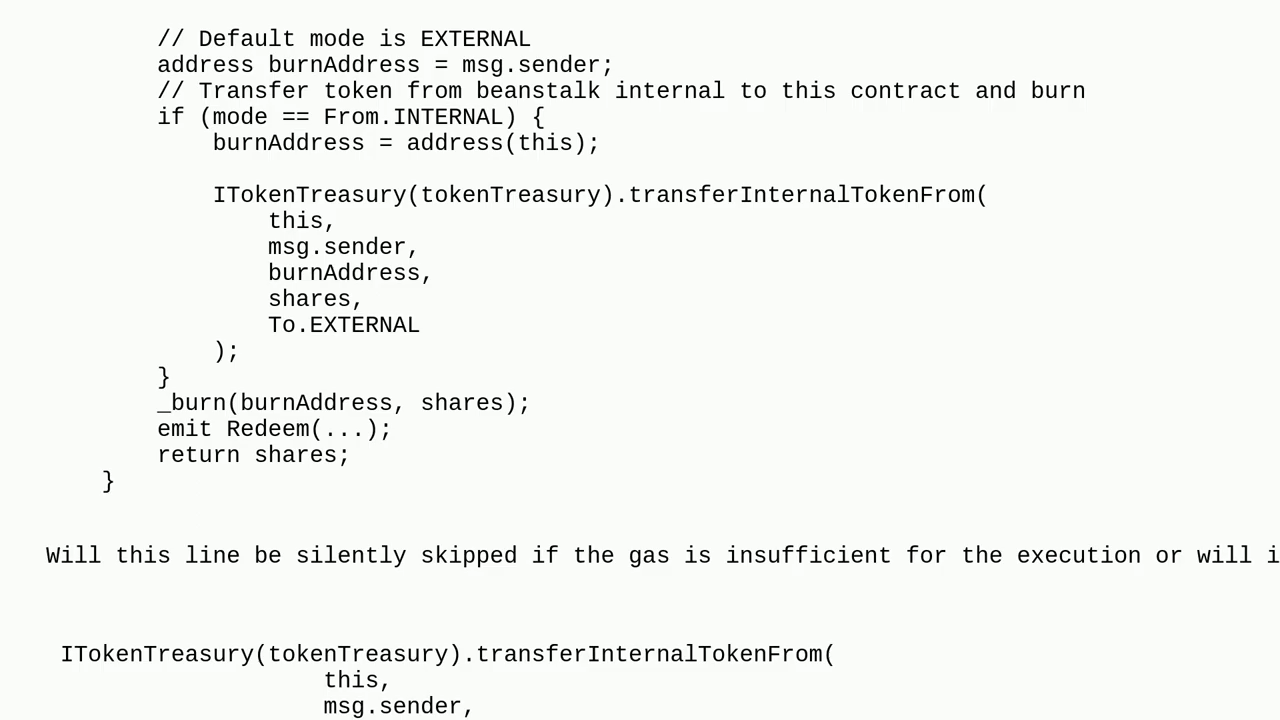 // Default mode is EXTERNAL
address burnAddress = msg.sender;
// Transfer token from beanstalk internal to this contract and burn
if (mode == From.INTERNAL) {
burnAddress = address(this);
ITokenTreasury(tokenTreasury).transferInternalTokenFrom(
this,
msg.sender,
burnAddress,
shares,
To.EXTERNAL
);
}
_burn(burnAddress, shares);
emit Redeem(...);
return shares;
}
Will this line be silently skipped if the gas is insufficient for the execution or will i
ITokenTreasury(tokenTreasury).transferInternalTokenFrom(
this,
msg.sender,